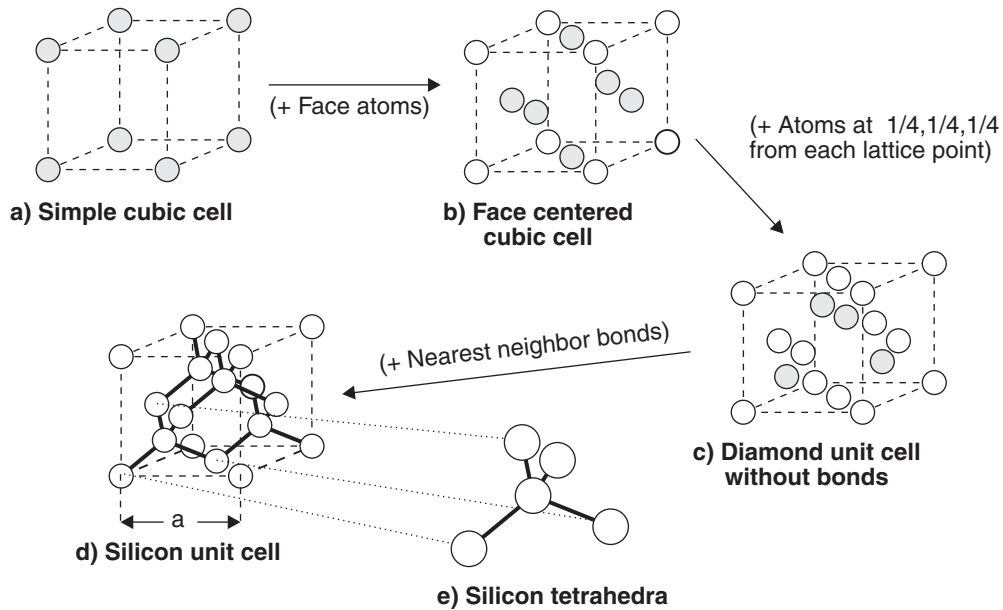 (+ Face atoms)
a) Simple cubic cell
b) Face centered
cubic cell
(+ Atoms at 1/4,1/4,1/4
from each lattice point)
c) Diamond unit cell
without bonds
(+ Nearest neighbor bonds)
a
d) Silicon unit cell
e) Silicon tetrahedra